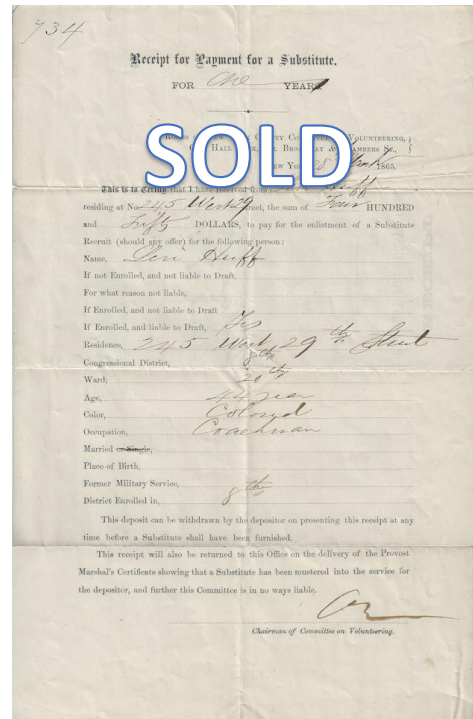 734
Receipt for Payment for a Substitute.
FOR One YEAR
SOLD
VOLUNTEERING,
HALL CHAMBERS ST.,
NEW YORK, 28 March 1865.
This is to Certify that I have received from Huff
residing at No. 245 West 29 Street, the sum of Four HUNDRED
and Fifty DOLLARS, to pay for the enlistment of a Substitute
Recruit (should any offer) for the following person:
Name, Levi Huff
If not Enrolled, and not liable to Draft,
For what reason not liable,
If Enrolled, and not liable to Draft
If Enrolled, and liable to Draft, Yes
Residence, 245 West 29th Street
Congressional District, 8th
Ward, 20th
Age, 44 year
Color, Colored
Occupation, Coachman
Married or Single,
Place of Birth,
Former Military Service,
District Enrolled in, 8th
This deposit can be withdrawn by the depositor on presenting this receipt at any
time before a Substitute shall have been furnished.
This receipt will also be returned to this Office on the delivery of the Provost
Marshal's Certificate showing that a Substitute has been mustered into the service for
the depositor, and further this Committee is in no ways liable.
Chairman of Committee on Volunteering.